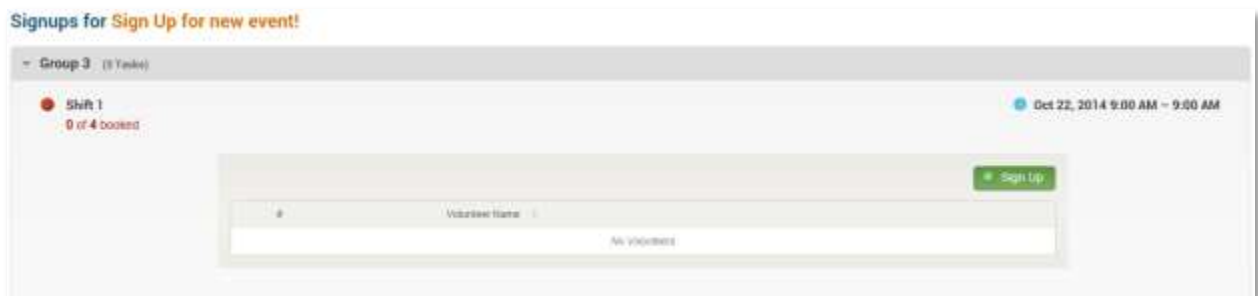 Signups for Sign Up for new event!
Group 3 Tasks)
Shift 1
Oct 22, 2014 9:00 AM – 9:00 AM
0 of 4 booked
Sign Up
# Volunteer Name
No Volunteers